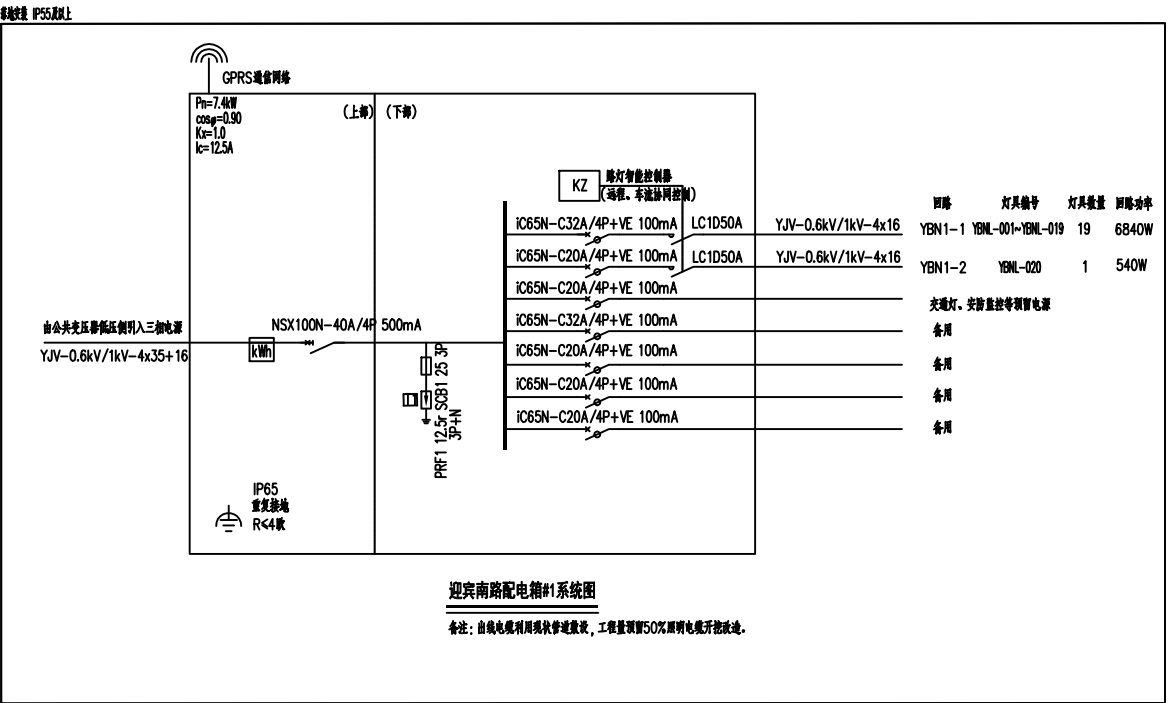 落地安装 IP55及以上
GPRS通信网络
Pn=7.4kW
cosφ=0.90
Kx=1.0
Ic=12.5A
(上部)
(下部)
KZ
路灯智能控制器
(远程、车流协同控制)
回路 灯具编号 灯具数量 回路功率
iC65N-C32A/4P+VE 100mA LC1D50A YJV-0.6kV/1kV-4x16 YBN1-1 YBNL-001~YBNL-019 19 6840W
iC65N-C20A/4P+VE 100mA LC1D50A YJV-0.6kV/1kV-4x16 YBN1-2 YBNL-020 1 540W
iC65N-C20A/4P+VE 100mA 交通灯、安防监控等预留电源
iC65N-C32A/4P+VE 100mA 备用
iC65N-C20A/4P+VE 100mA 备用
iC65N-C20A/4P+VE 100mA 备用
iC65N-C20A/4P+VE 100mA 备用
由公共变压器低压侧引入三相电源
YJV-0.6kV/1kV-4x35+16
kWh
NSX100N-40A/4P 500mA
PRF1 12.5r SCB1 25 3P
3P+N
IP65
重复接地
R≤4欧
迎宾南路配电箱#1系统图
备注：出线电缆利用现状管道敷设，工程量预留50%照明电缆开挖改造。